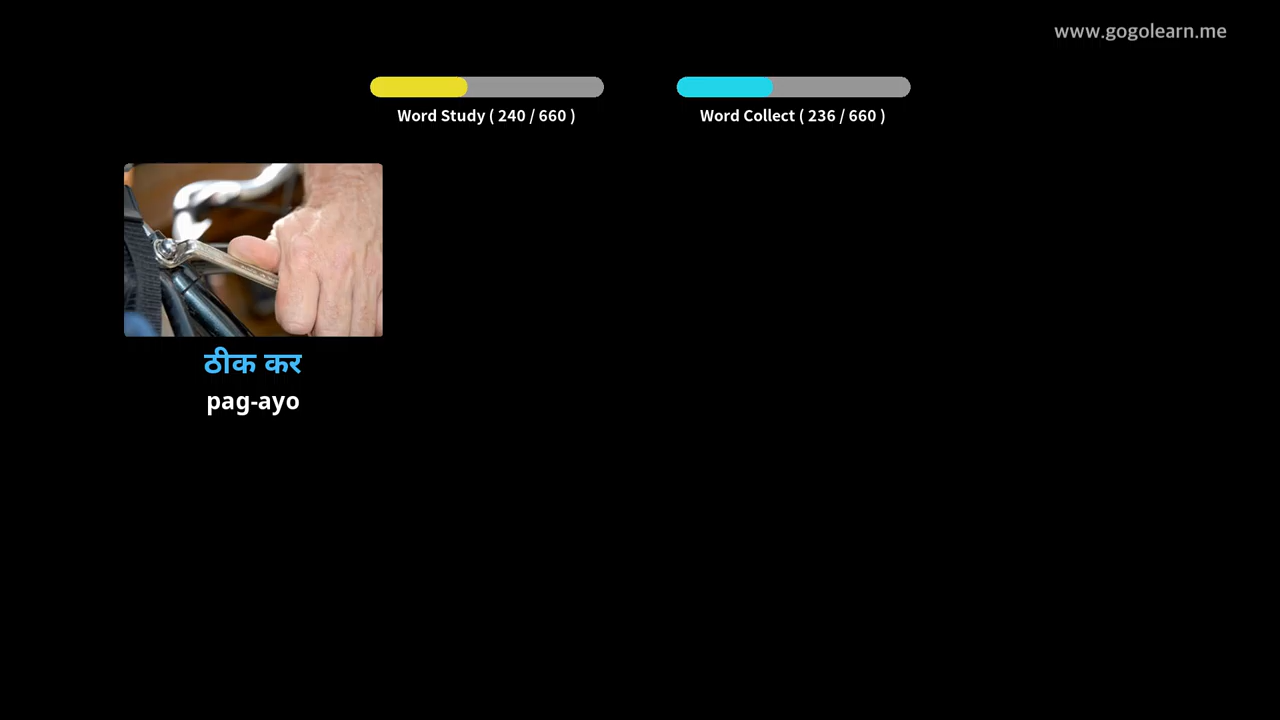 www.gogolearn.me
Word Study ( 240 / 660 )
Word Collect ( 236 / 660 )
ठीक कर
pag-ayo